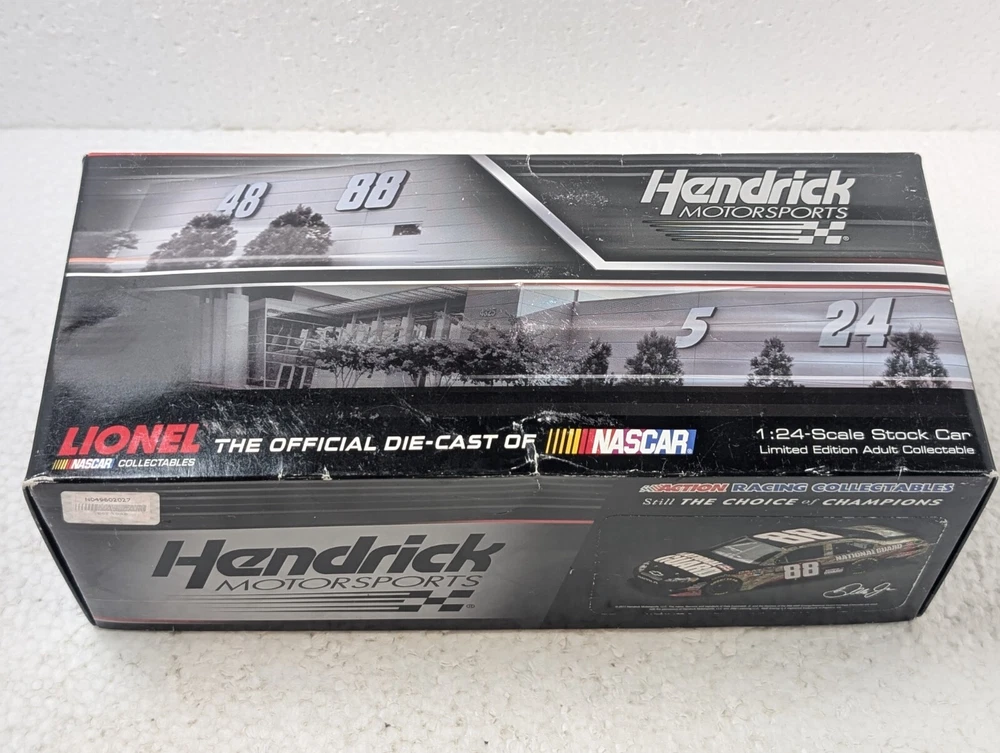 48 88
Hendrick
MOTORSPORTS
5 24
LIONEL
NASCAR COLLECTABLES
THE OFFICIAL DIE-CAST OF NASCAR
1:24-Scale Stock Car
Limited Edition Adult Collectable
ACTION RACING COLLECTABLES
Still THE CHOICE of CHAMPIONS
Hendrick
MOTORSPORTS
88
NATIONAL GUARD
88